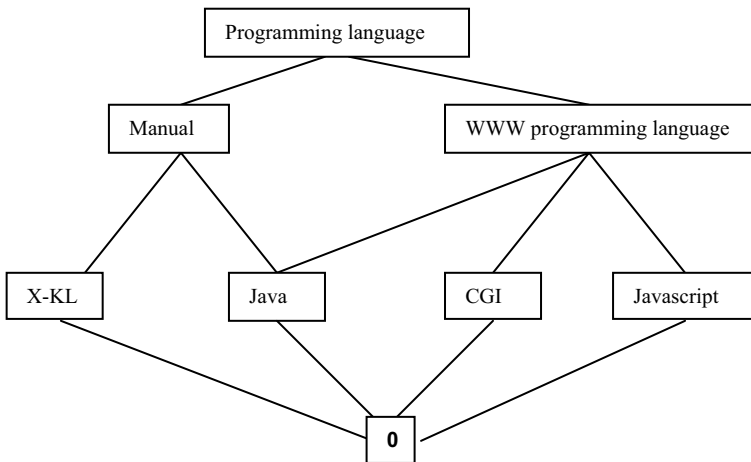 Programming language
Manual
WWW programming language
X-KL
Java
CGI
Javascript
0